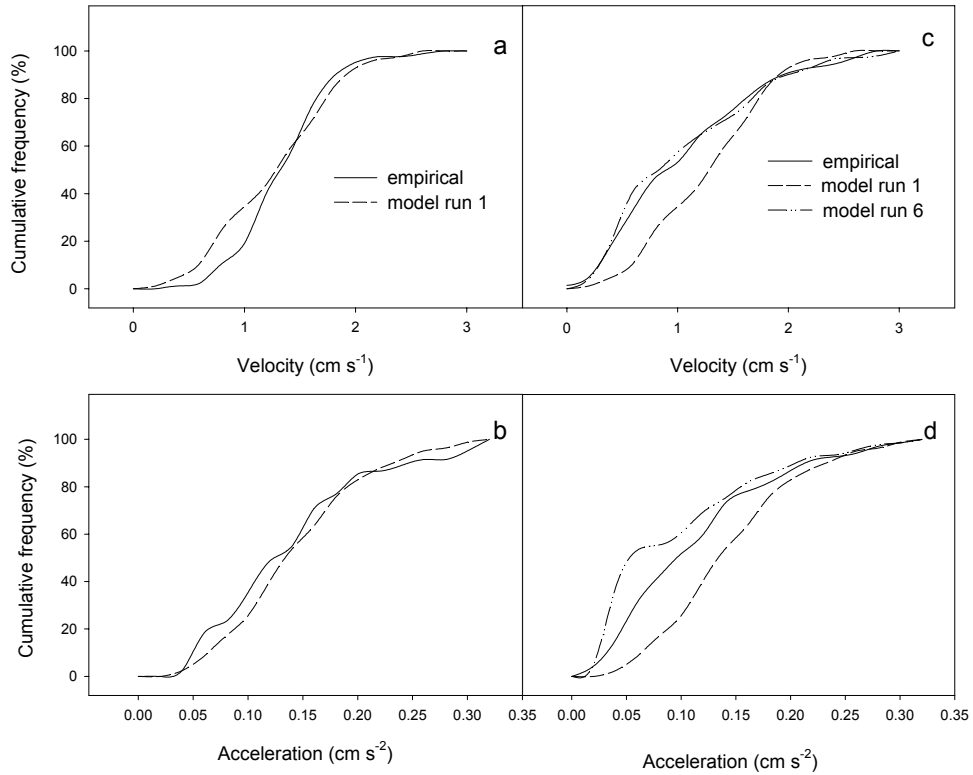 a
c
100
80
60
40
20
0
Cumulative frequency (%)
empirical
model run 1
empirical
model run 1
model run 6
0 1 2 3
0 1 2 3
Velocity (cm s⁻¹)
Velocity (cm s⁻¹)
b
d
100
80
60
40
20
0
Cumulative frequency (%)
0.00 0.05 0.10 0.15 0.20 0.25 0.30 0.35
0.00 0.05 0.10 0.15 0.20 0.25 0.30 0.35
Acceleration (cm s⁻²)
Acceleration (cm s⁻²)